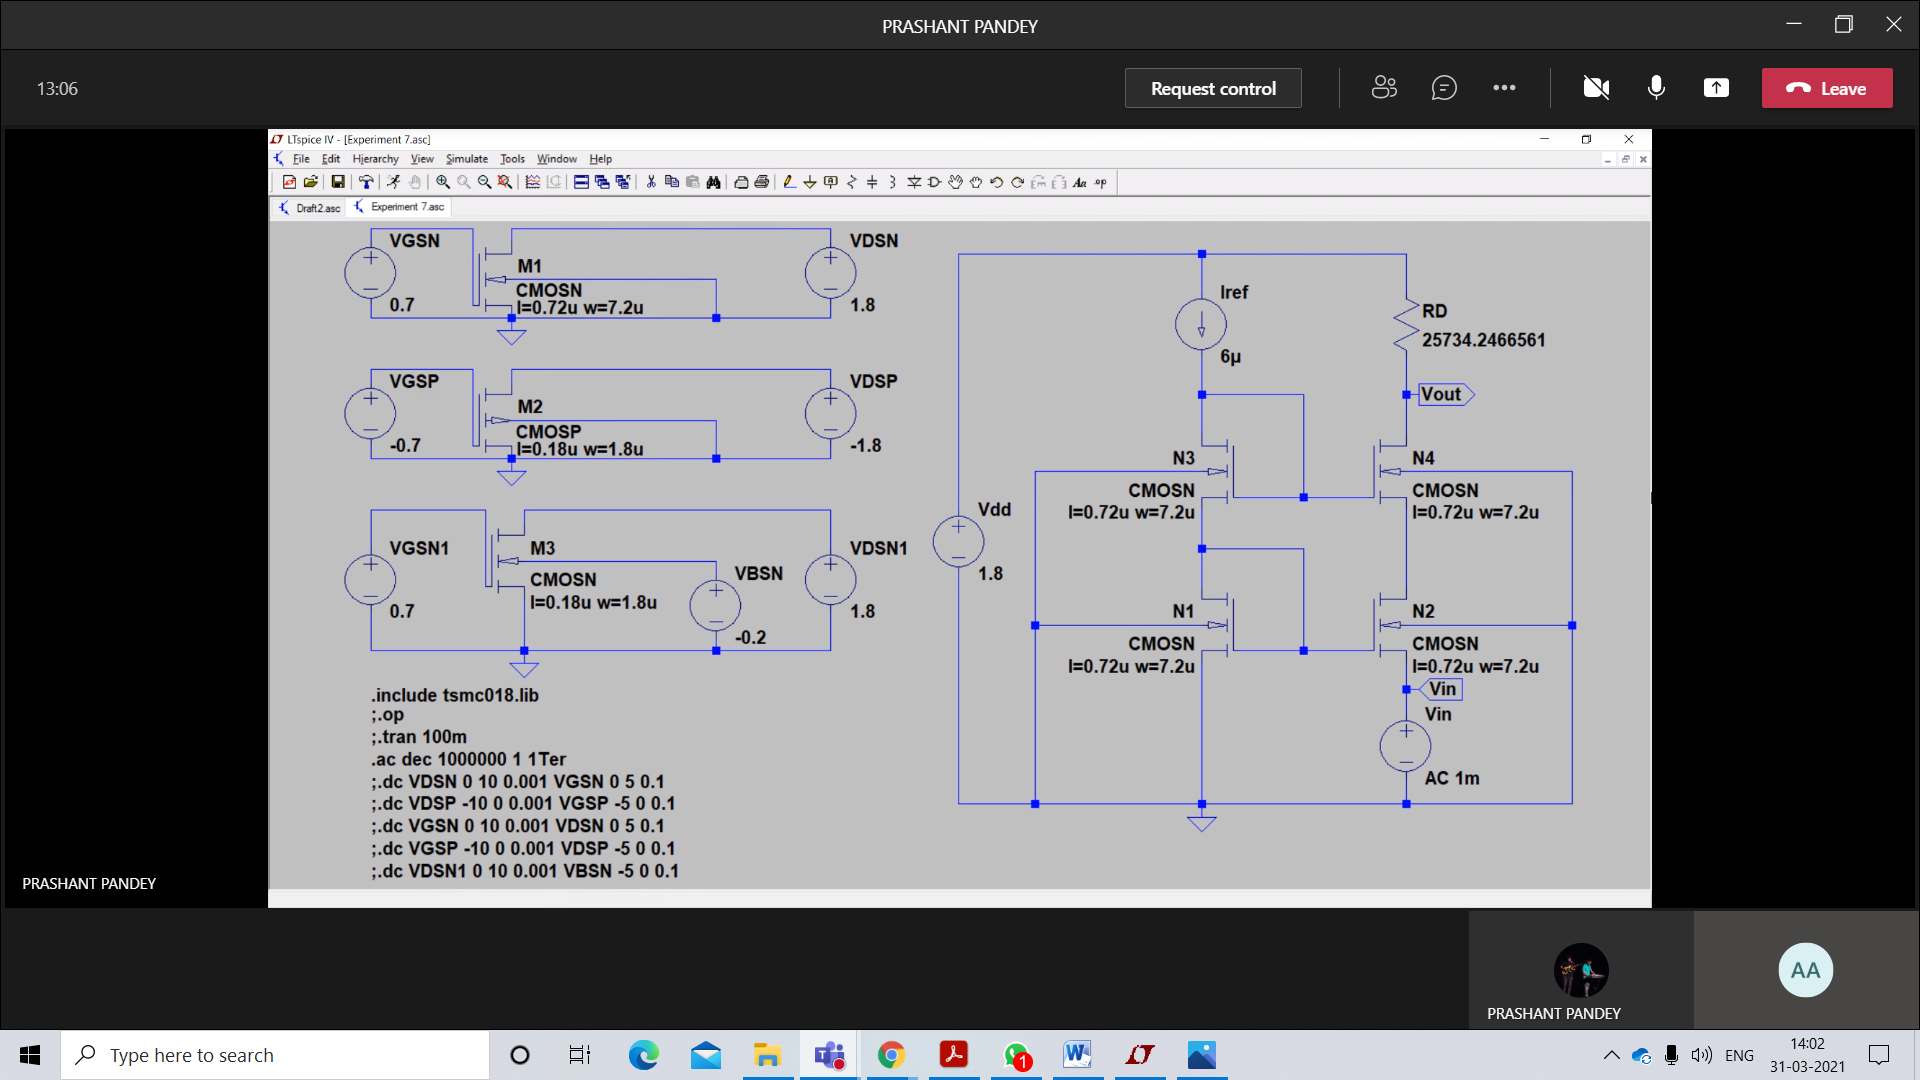 PRASHANT PANDEY
13:06
Request control
Leave
LTspice IV - [Experiment 7.asc]
File Edit Hierarchy View Simulate Tools Window Help
Draft2.asc Experiment 7.asc
VGSN
0.7
M1
CMOSN
l=0.72u w=7.2u
VDSN
1.8
VGSP
-0.7
M2
CMOSP
l=0.18u w=1.8u
VDSP
-1.8
VGSN1
0.7
M3
CMOSN
l=0.18u w=1.8u
VBSN
-0.2
VDSN1
1.8
.include tsmc018.lib
;.op
;.tran 100m
.ac dec 1000000 1 1Ter
;.dc VDSN 0 10 0.001 VGSN 0 5 0.1
;.dc VDSP -10 0 0.001 VGSP -5 0 0.1
;.dc VGSN 0 10 0.001 VDSN 0 5 0.1
;.dc VGSP -10 0 0.001 VDSP -5 0 0.1
;.dc VDSN1 0 10 0.001 VBSN -5 0 0.1
Vdd
1.8
Iref
6µ
RD
25734.2466561
Vout
N3
CMOSN
l=0.72u w=7.2u
N4
CMOSN
l=0.72u w=7.2u
N1
CMOSN
l=0.72u w=7.2u
N2
CMOSN
l=0.72u w=7.2u
Vin
Vin
AC 1m
PRASHANT PANDEY
PRASHANT PANDEY
AA
Type here to search
1
ENG
14:02
31-03-2021